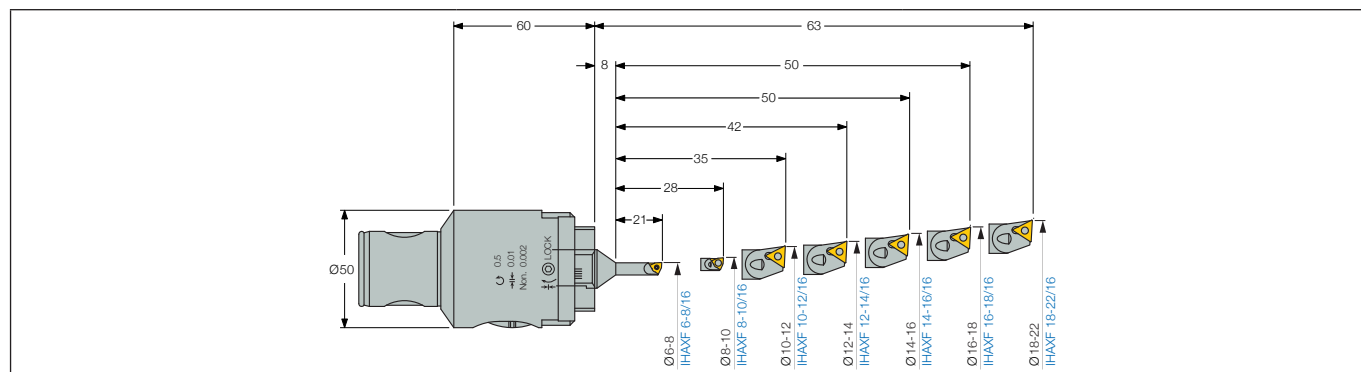 60
63
8
50
50
42
35
28
21
Ø50
0.5
0.01
Non. 0.002
LOCK
Ø6-8
IHAXF 6-8/16
Ø8-10
IHAXF 8-10/16
Ø10-12
IHAXF 10-12/16
Ø12-14
IHAXF 12-14/16
Ø14-16
IHAXF 14-16/16
Ø16-18
IHAXF 16-18/16
Ø18-22
IHAXF 18-22/16